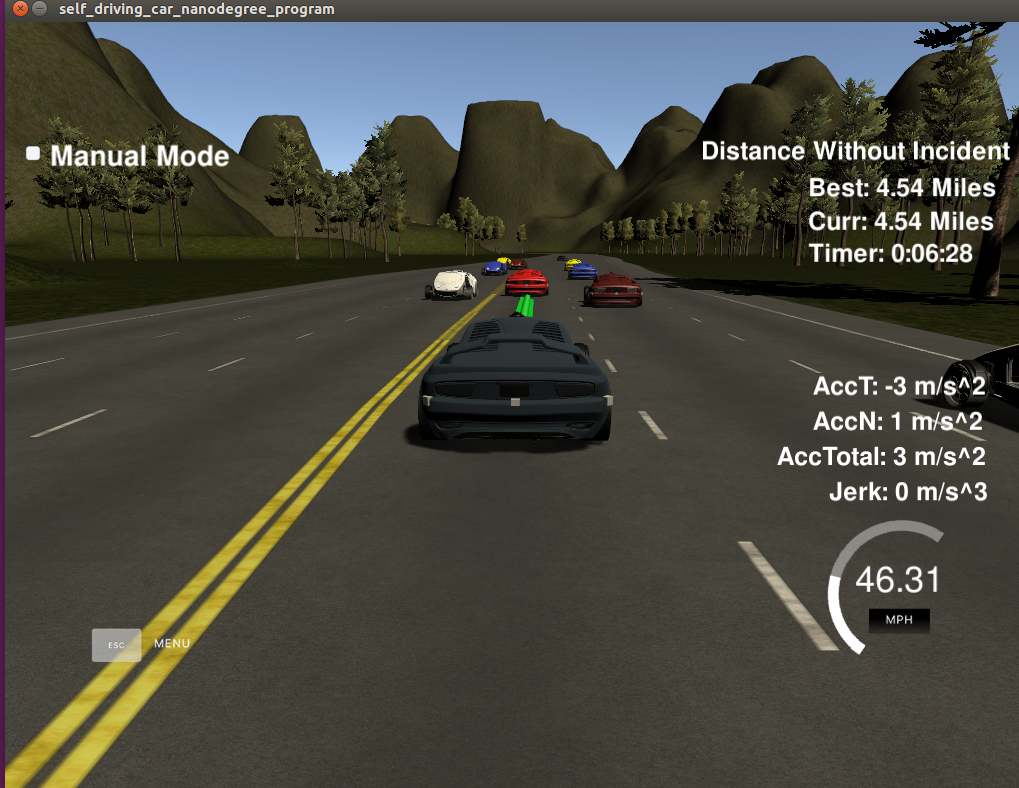 self_driving_car_nanodegree_program
Manual Mode
Distance Without Incident
Best: 4.54 Miles
Curr: 4.54 Miles
Timer: 0:06:28
AccT: -3 m/s^2
AccN: 1 m/s^2
AccTotal: 3 m/s^2
Jerk: 0 m/s^3
46.31
MPH
ESC MENU